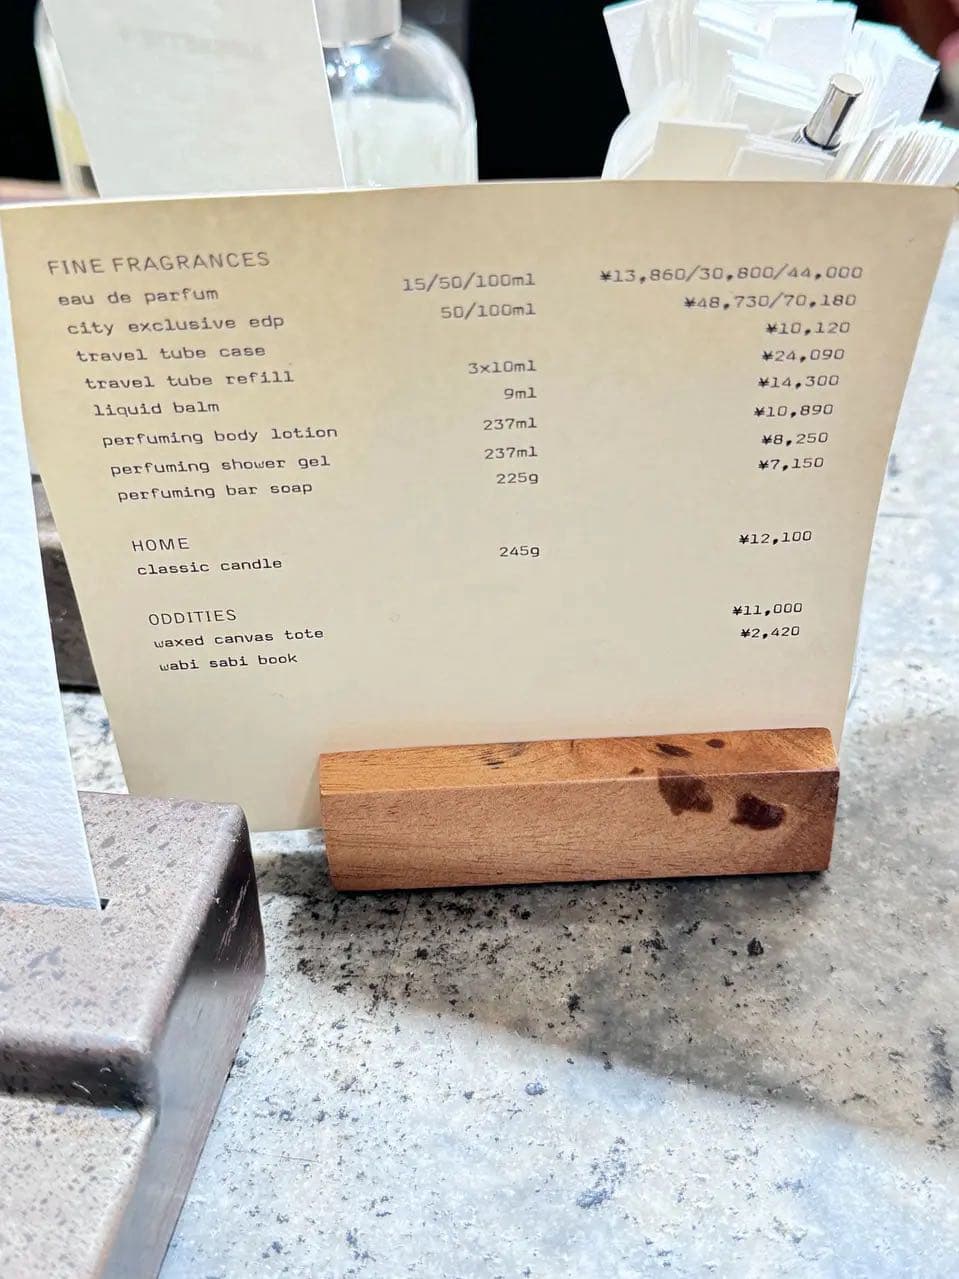 FINE FRAGRANCES
eau de parfum 15/50/100ml ¥13,860/30,800/44,000
city exclusive edp 50/100ml ¥48,730/70,180
travel tube case ¥10,120
travel tube refill 3x10ml ¥24,090
liquid balm 9ml ¥14,300
perfuming body lotion 237ml ¥10,890
perfuming shower gel 237ml ¥8,250
perfuming bar soap 225g ¥7,150
HOME
classic candle 245g ¥12,100
ODDITIES
waxed canvas tote ¥11,000
wabi sabi book ¥2,420